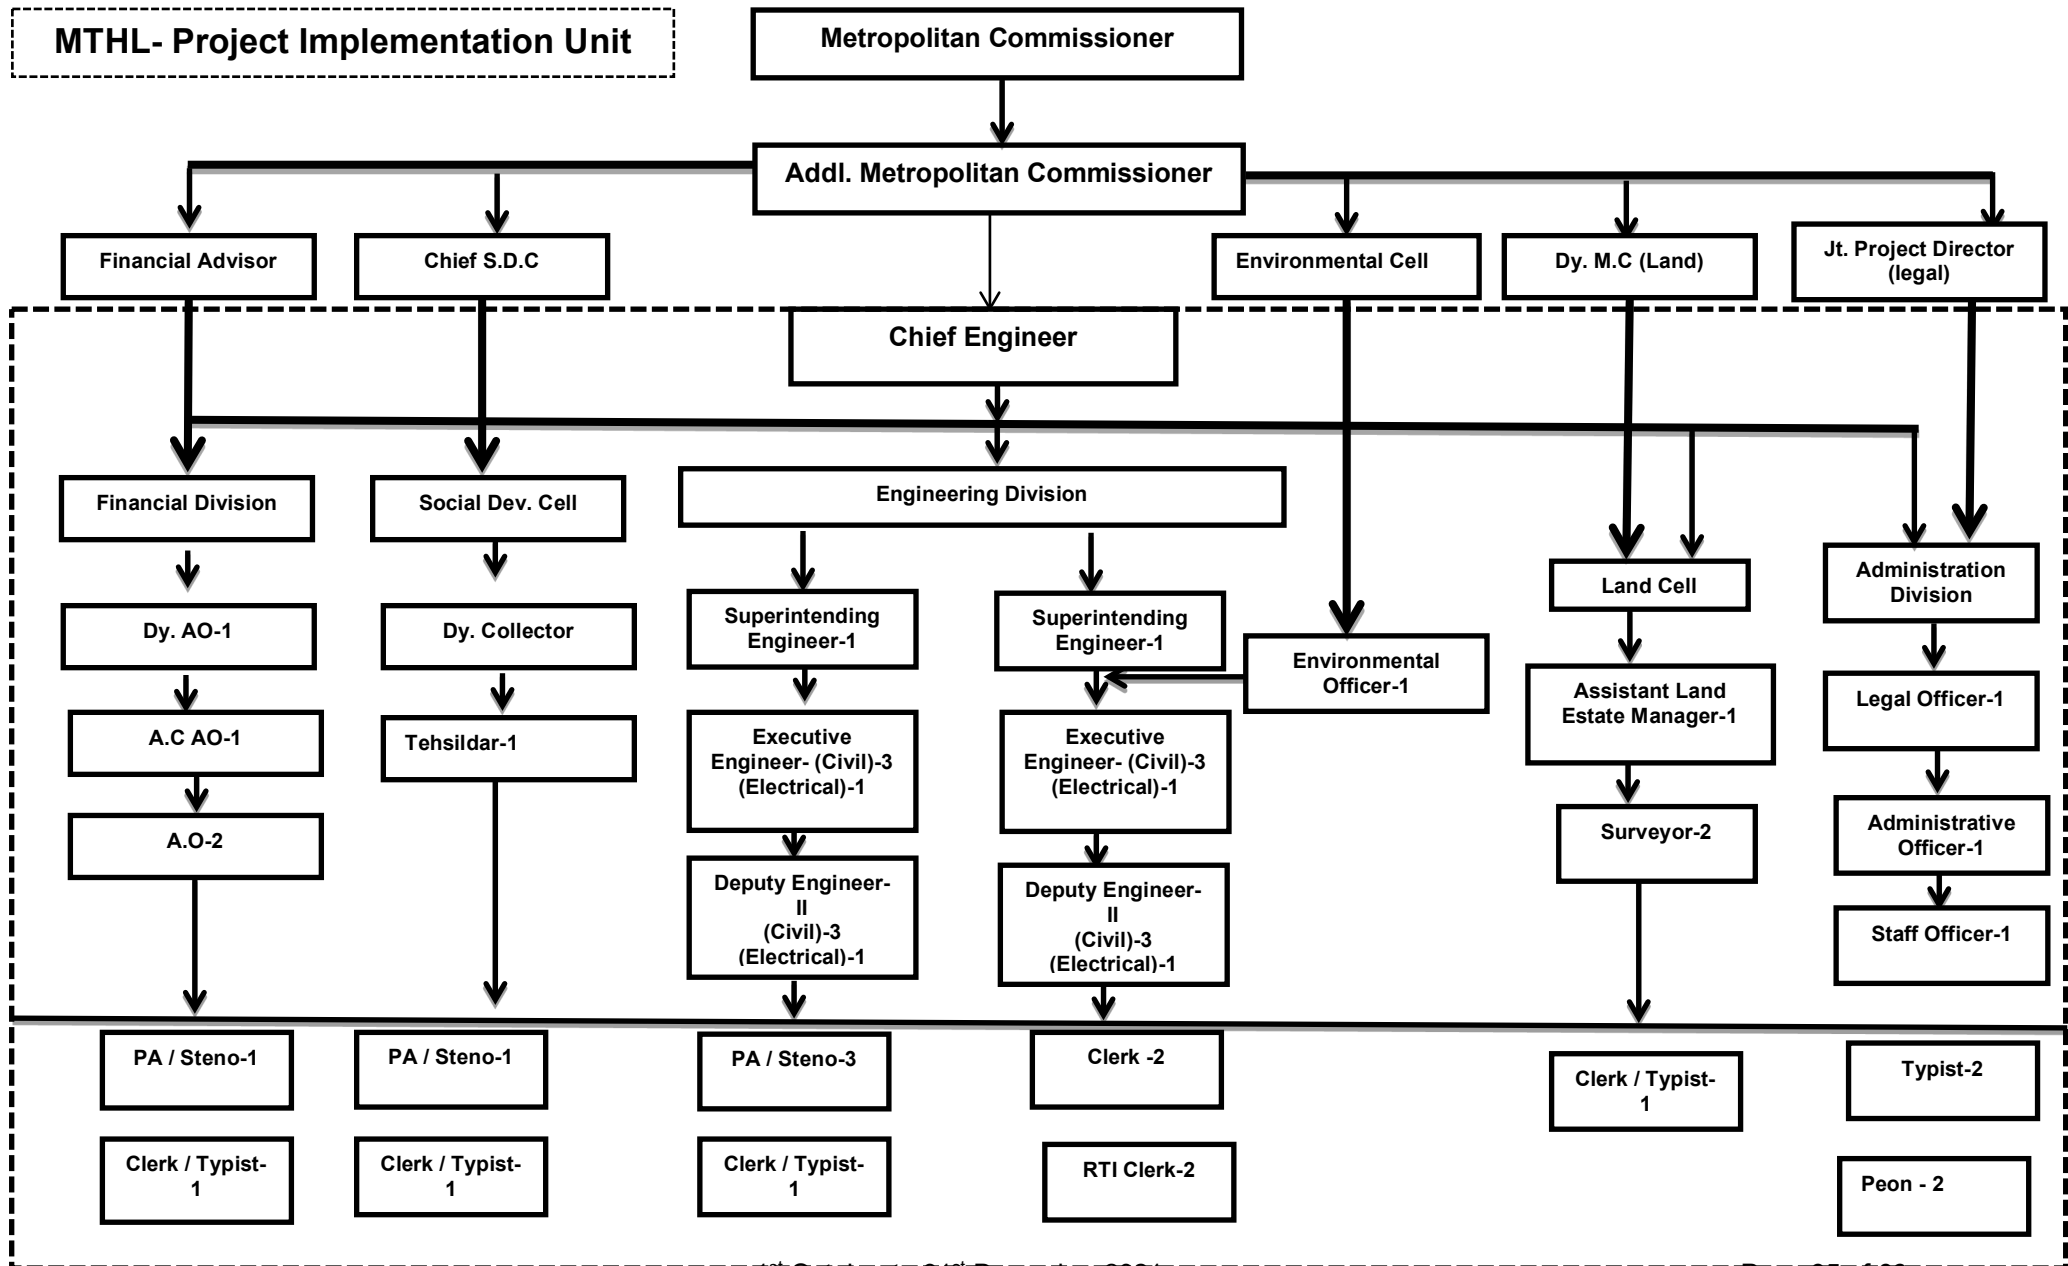 MTHL- Project Implementation Unit
Metropolitan Commissioner
Addl. Metropolitan Commissioner
Financial Advisor
Chief S.D.C
Environmental Cell
Dy. M.C (Land)
Jt. Project Director
(legal)
Chief Engineer
Financial Division
Social Dev. Cell
Engineering Division
Land Cell
Administration
Division
Dy. AO-1
Dy. Collector
Superintending
Engineer-1
Superintending
Engineer-1
Environmental
Officer-1
Assistant Land
Estate Manager-1
Legal Officer-1
A.C AO-1
Tehsildar-1
Executive
Engineer- (Civil)-3
(Electrical)-1
Executive
Engineer- (Civil)-3
(Electrical)-1
Surveyor-2
Administrative
Officer-1
A.O-2
Deputy Engineer-
II
(Civil)-3
(Electrical)-1
Deputy Engineer-
II
(Civil)-3
(Electrical)-1
Staff Officer-1
PA / Steno-1
PA / Steno-1
PA / Steno-3
Clerk -2
Clerk / Typist-
1
Typist-2
Clerk / Typist-
1
Clerk / Typist-
1
Clerk / Typist-
1
RTI Clerk-2
Peon - 2